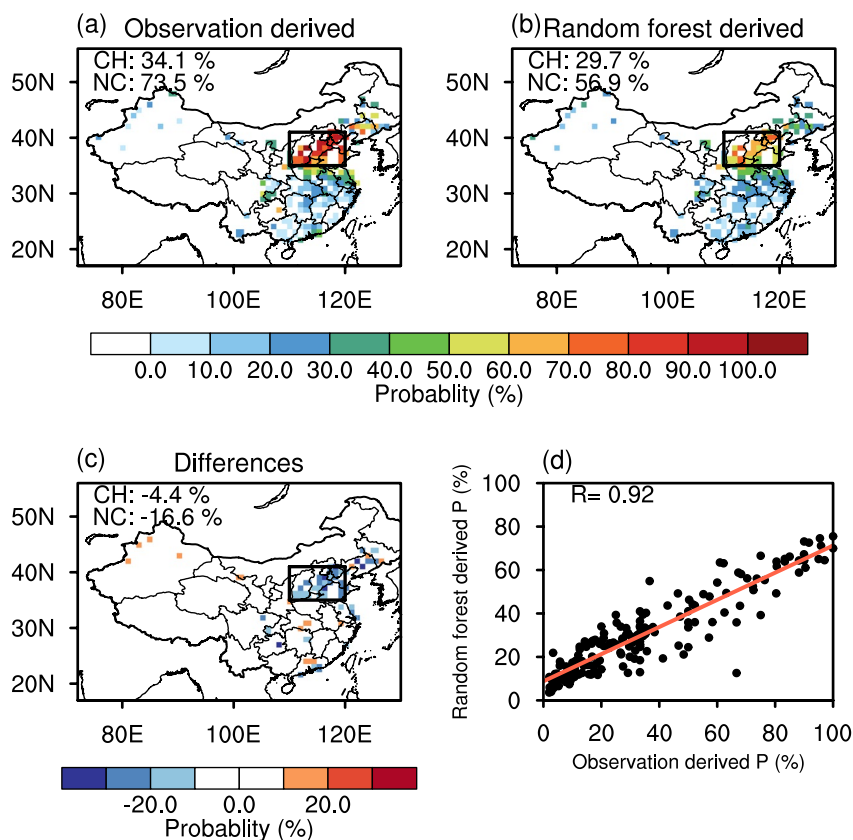 (a) Observation derived
CH: 34.1 %
NC: 73.5 %
50N
40N
30N
20N
80E 100E 120E
(b) Random forest derived
CH: 29.7 %
NC: 56.9 %
50N
40N
30N
20N
80E 100E 120E
0.0 10.0 20.0 30.0 40.0 50.0 60.0 70.0 80.0 90.0 100.0
Probablity (%)
(c) Differences
CH: -4.4 %
NC: -16.6 %
50N
40N
30N
20N
80E 100E 120E
-20.0 0.0 20.0
Probablity (%)
(d)
R= 0.92
Random forest derived P (%)
100
80
60
40
20
0
0 20 40 60 80 100
Observation derived P (%)